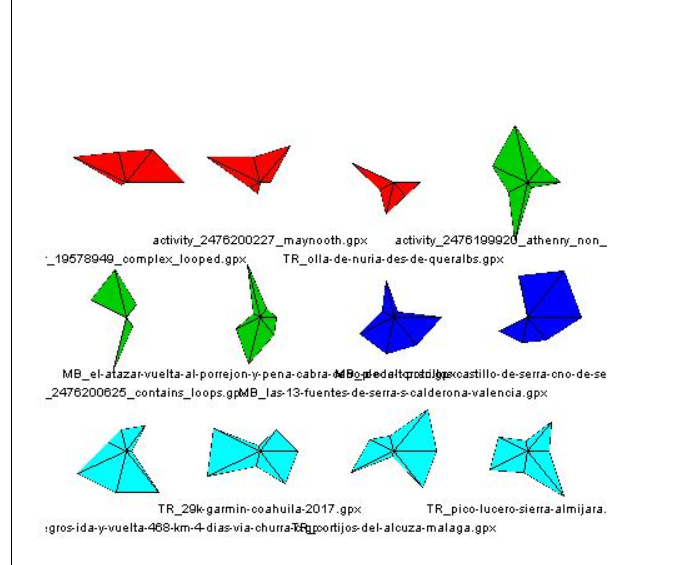 activity_2476200227_maynooth.gpx activity_2476199920_athenry_non_
_19578949_complex_looped.gpx TR_olla-de-nuria-des-de-queralbs.gpx
MB_el-atazar-vuelta-al-porrejon-y-pena-cabra- castillo-de-serra-cno-de-se
_2476200625_contains_loops.gpx MB_las-13-fuentes-de-serra-s-calderona-valencia.gpx
TR_29k-garmin-coahuila-2017.gpx TR_pico-lucero-sierra-almijara.
gros-ida-y-vuelta-468-km-4-dias-via-churra- TR_cortijos-del-alcuza-malaga.gpx